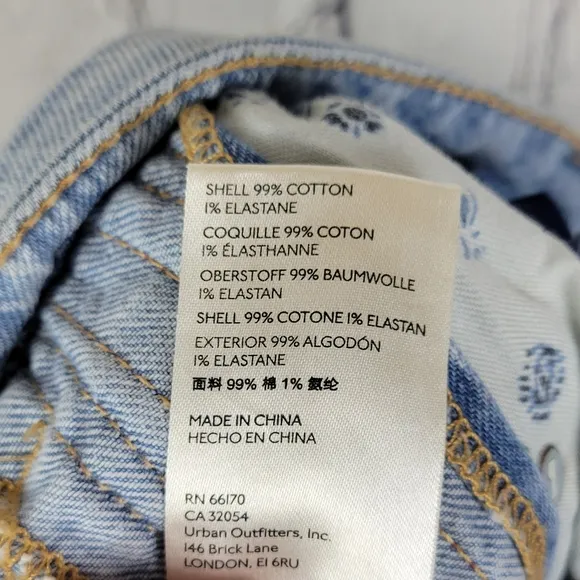 SHELL 99% COTTON
1% ELASTANE
COQUILLE 99% COTON
1% ÉLASTHANNE
OBERSTOFF 99% BAUMWOLLE
1% ELASTAN
SHELL 99% COTONE 1% ELASTAN
EXTERIOR 99% ALGODÓN
1% ELASTANE
面料 99% 棉 1% 氨纶
MADE IN CHINA
HECHO EN CHINA
RN 66170
CA 32054
Urban Outfitters, Inc.
146 Brick Lane
LONDON, E1 6RU